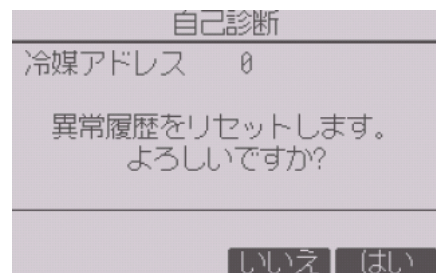 自己診断
冷媒アドレス 0
異常履歴をリセットします。
よろしいですか?
いいえ はい